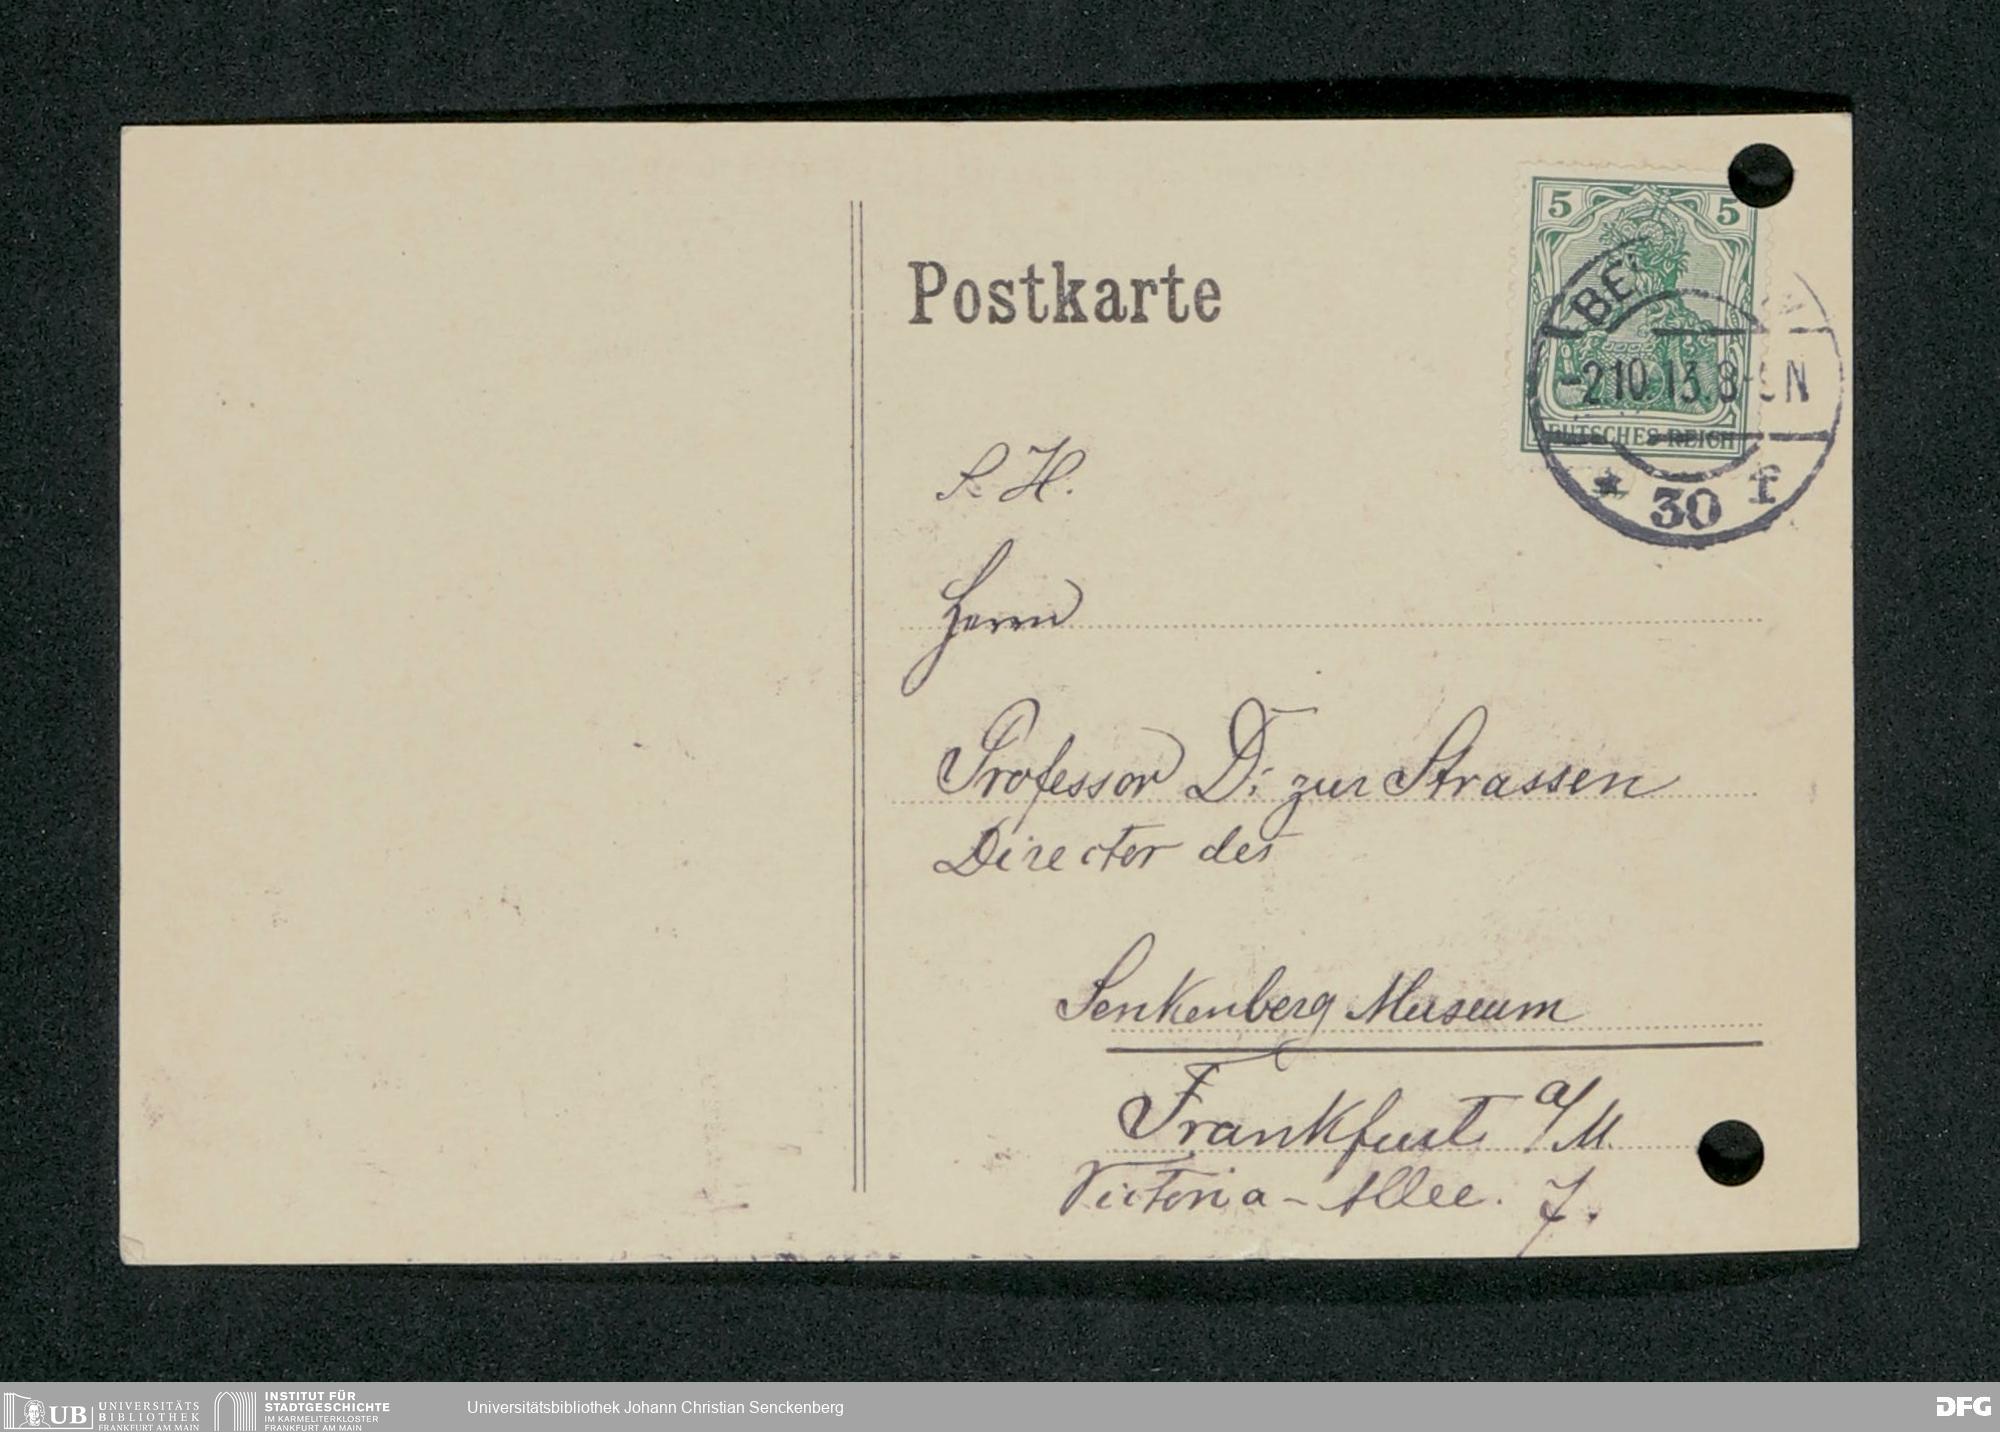 5 5
DEUTSCHES REICH
-2.10.13.8-9N
* 30 f
Postkarte
S. H.
Herrn
Professor Dr zur Strassen
Director des
Senkenberg Museum
Frankfurt a/M.
Victoria-Allee. 7.
UB UNIVERSITÄTS
BIBLIOTHEK
FRANKFURT AM MAIN
INSTITUT FÜR
STADTGESCHICHTE
IM KARMELITERKLOSTER
FRANKFURT AM MAIN
Universitätsbibliothek Johann Christian Senckenberg
DFG